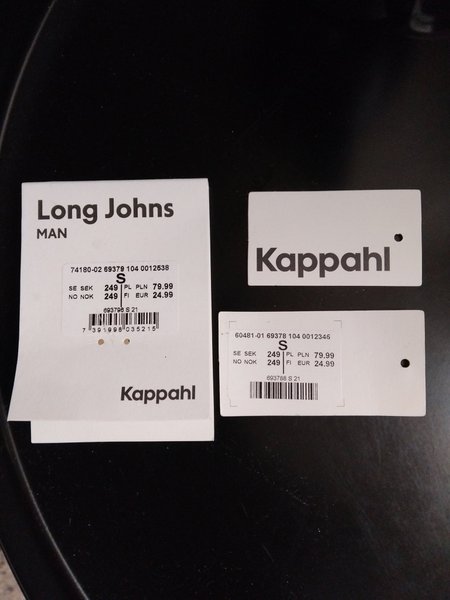 Long Johns
MAN
74180-02 69379 104 0012538
S
SE SEK 249 PL PLN 79.99
NO NOK 249 FI EUR 24.99
693796 S 21
7 391996 035215
Kappahl
Kappahl
60481-01 69378 104 0012345
S
SE SEK 249 PL PLN 79.99
NO NOK 249 FI EUR 24.99
693788 S 21